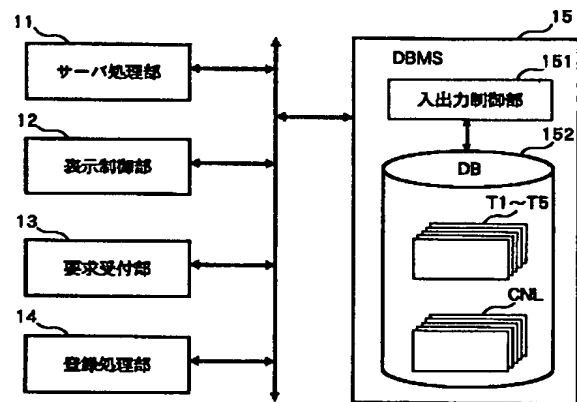 11
サーバ処理部
12
表示制御部
13
要求受付部
14
登録処理部
15
DBMS
151
入出力制御部
152
DB
T1〜T5
CNL